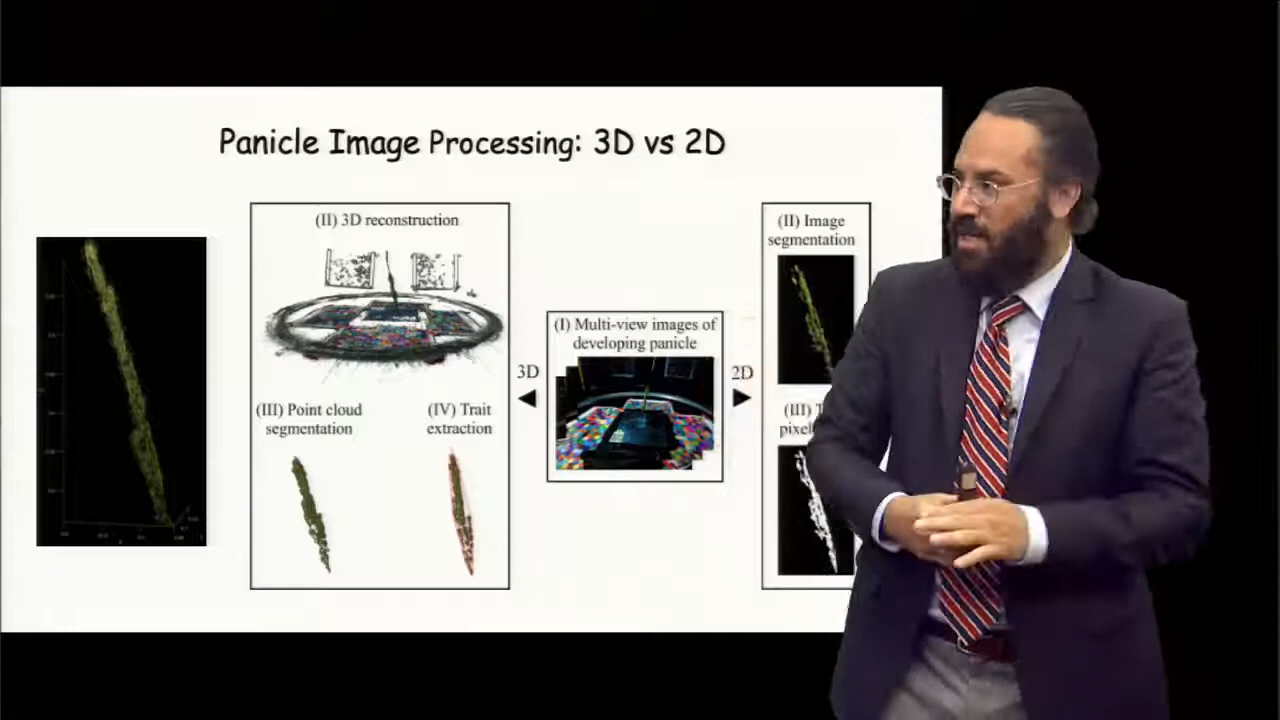 Panicle Image Processing: 3D vs 2D
(II) 3D reconstruction
(III) Point cloud
segmentation
(IV) Trait
extraction
3D
(I) Multi-view images of
developing panicle
2D
(II) Image
segmentation
(III)